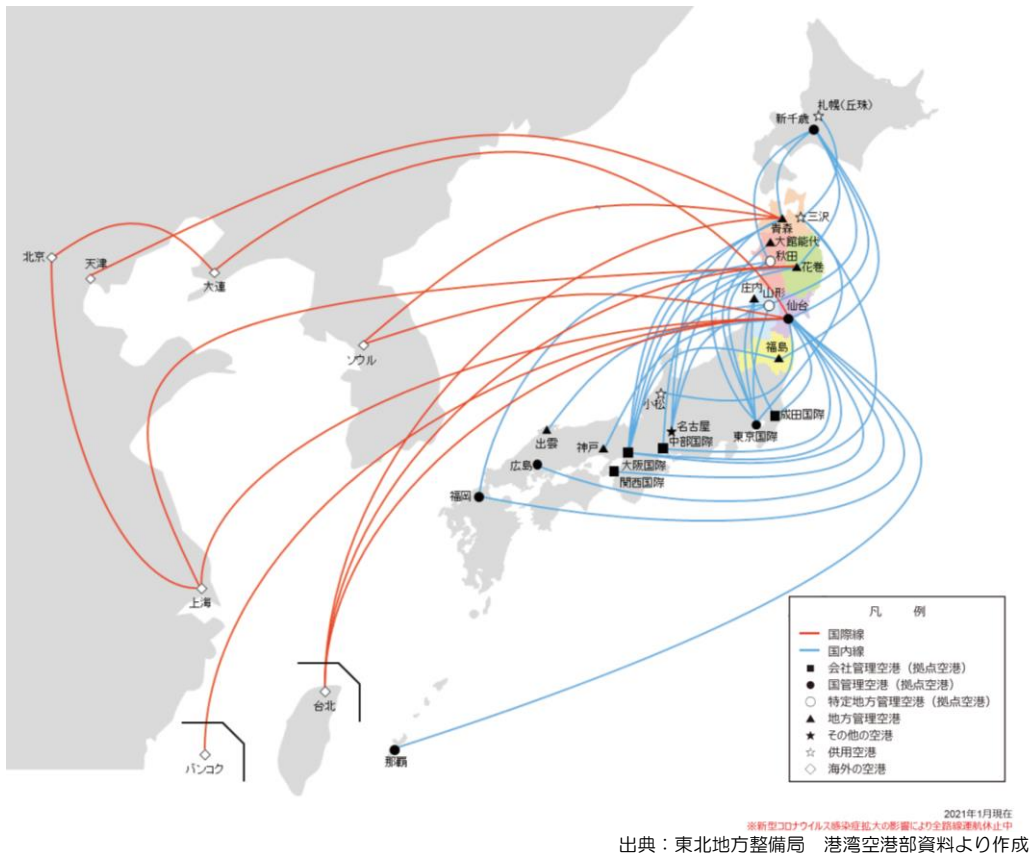 札幌(丘珠)
新千歳
三沢
青森
大館能代
秋田
花巻
庄内
山形
仙台
福島
北京
天津
大連
ソウル
小松
成田国際
名古屋
東京国際
中部国際
出雲
神戸
大阪国際
広島
関西国際
福岡
上海
台北
バンコク
那覇
凡 例
国際線
国内線
会社管理空港(拠点空港)
国管理空港(拠点空港)
特定地方管理空港(拠点空港)
地方管理空港
その他の空港
供用空港
海外の空港
2021年1月現在
※新型コロナウイルス感染症拡大の影響により全路線運航休止中
出典:東北地方整備局 港湾空港部資料より作成